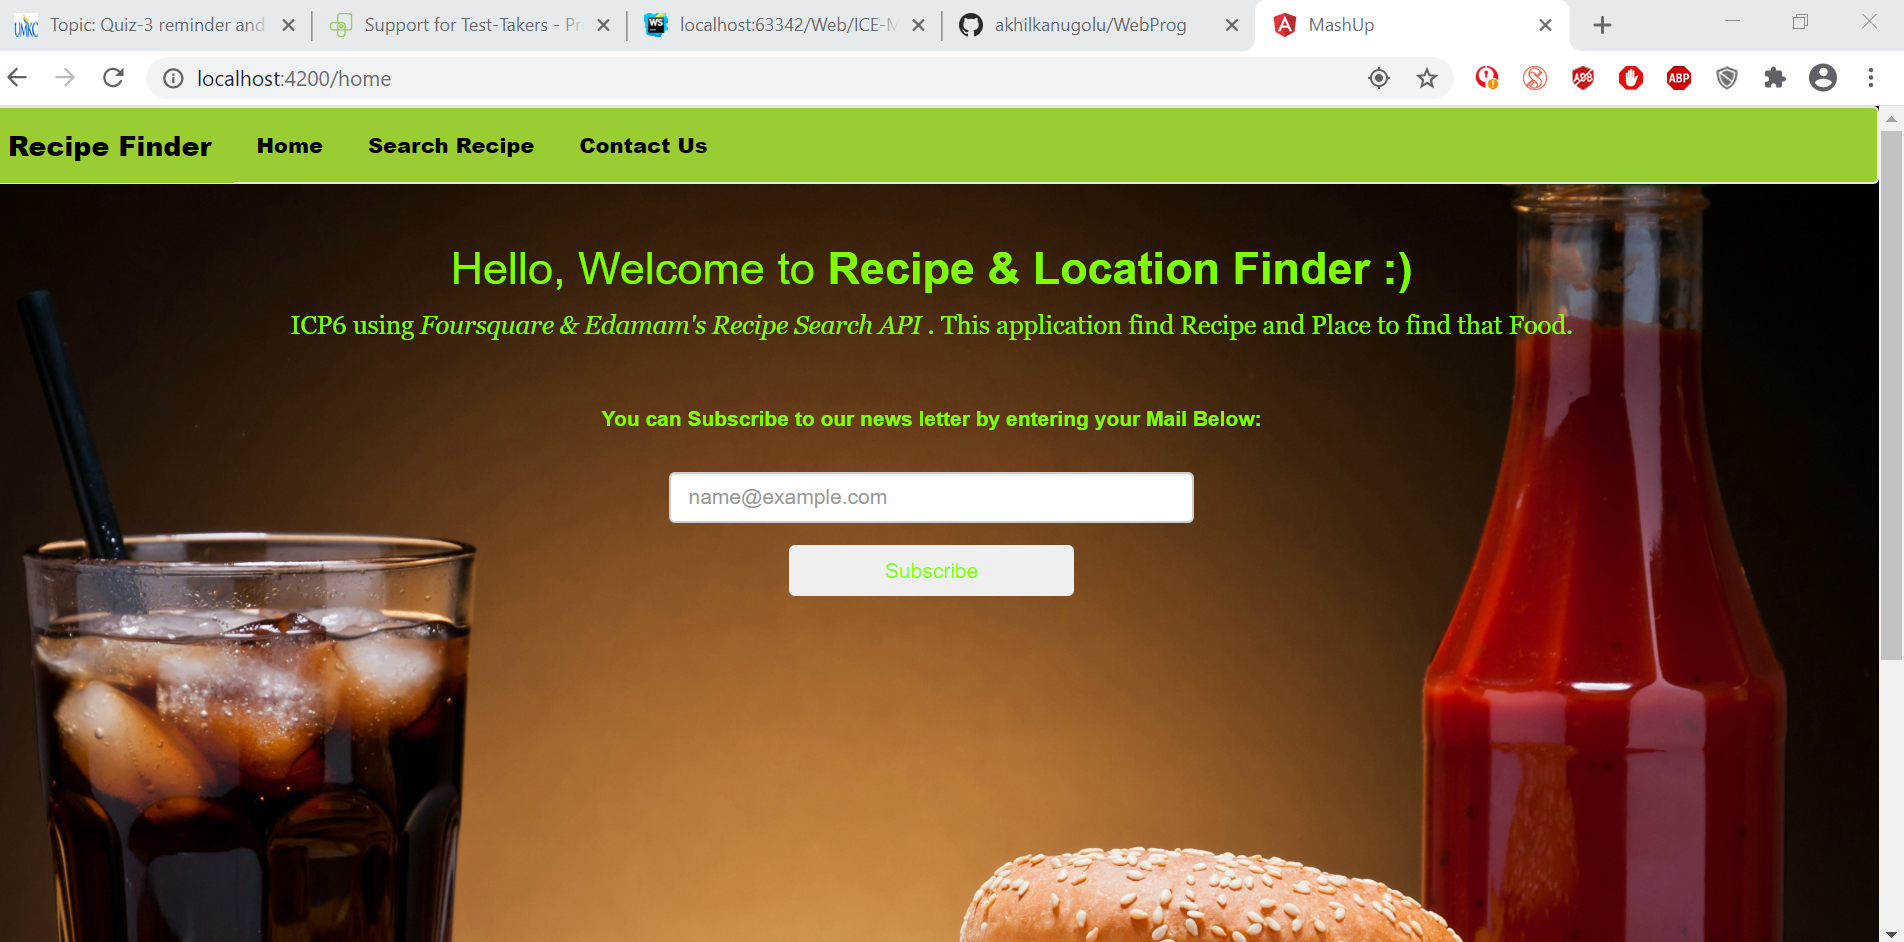 UMKC Topic: Quiz-3 reminder and
Support for Test-Takers - Pr
WS localhost:63342/Web/ICE-M
akhilkanugolu/WebProg
MashUp
localhost:4200/home
ABP
Recipe Finder
Home
Search Recipe
Contact Us
Hello, Welcome to Recipe & Location Finder :)
ICP6 using Foursquare & Edamam's Recipe Search API . This application find Recipe and Place to find that Food.
You can Subscribe to our news letter by entering your Mail Below:
name@example.com
Subscribe